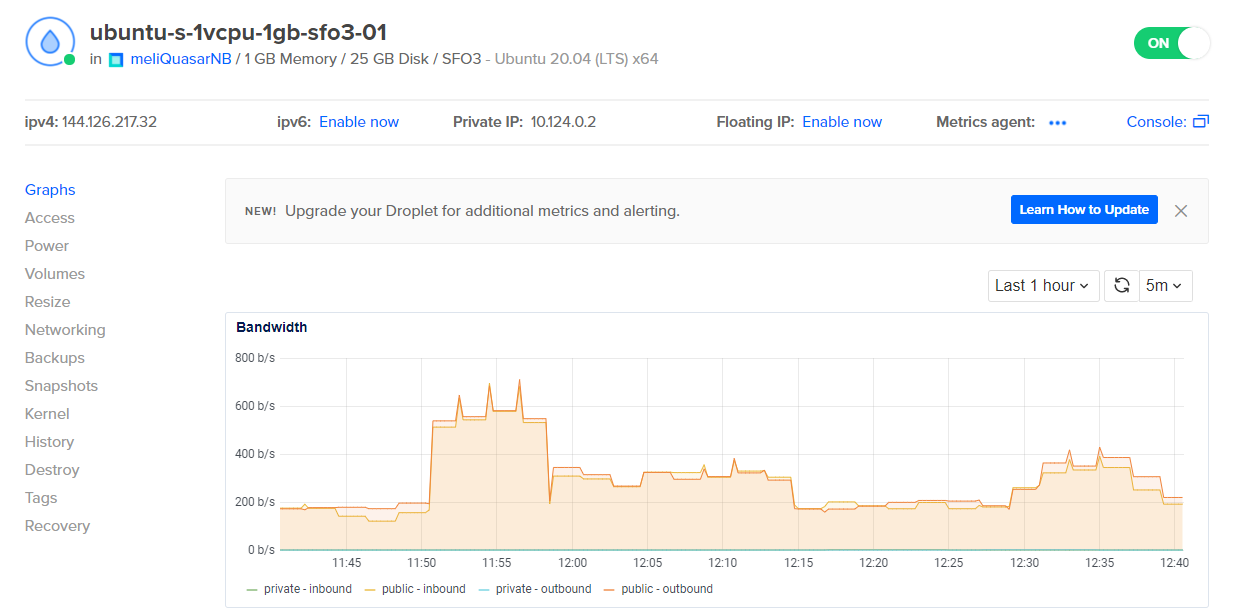 ubuntu-s-1vcpu-1gb-sfo3-01
ON
in meliQuasarNB / 1 GB Memory / 25 GB Disk / SFO3 - Ubuntu 20.04 (LTS) x64
ipv4: 144.126.217.32 ipv6: Enable now Private IP: 10.124.0.2 Floating IP: Enable now Metrics agent: ••• Console:
Graphs
Access
Power
Volumes
Resize
Networking
Backups
Snapshots
Kernel
History
Destroy
Tags
Recovery
NEW! Upgrade your Droplet for additional metrics and alerting. Learn How to Update
Last 1 hour 5m
Bandwidth
800 b/s
600 b/s
400 b/s
200 b/s
0 b/s
11:45 11:50 11:55 12:00 12:05 12:10 12:15 12:20 12:25 12:30 12:35 12:40
private - inbound public - inbound private - outbound public - outbound